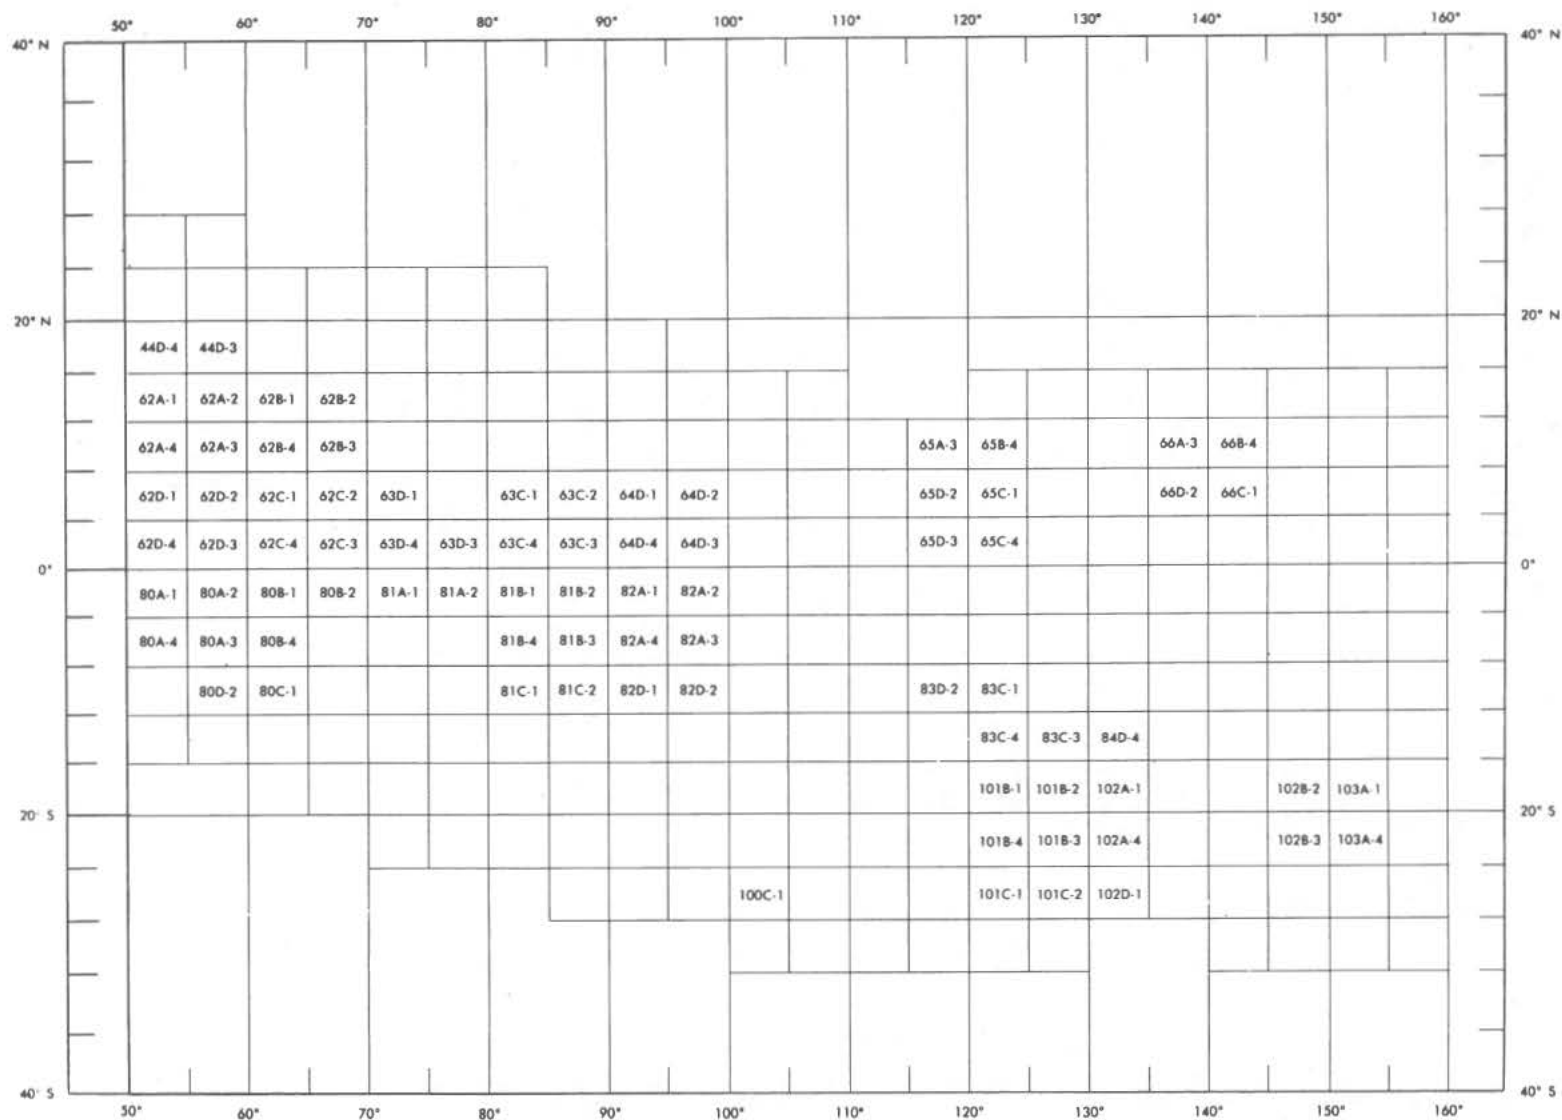 50° 60° 70° 80° 90° 100° 110° 120° 130° 140° 150° 160°
40° N 40° N
20° N 20° N
44D-4 44D-3
62A-1 62A-2 62B-1 62B-2
62A-4 62A-3 62B-4 62B-3 65A-3 65B-4 66A-3 66B-4
62D-1 62D-2 62C-1 62C-2 63D-1 63C-1 63C-2 64D-1 64D-2 65D-2 65C-1 66D-2 66C-1
62D-4 62D-3 62C-4 62C-3 63D-4 63D-3 63C-4 63C-3 64D-4 64D-3 65D-3 65C-4
0° 0°
80A-1 80A-2 80B-1 80B-2 81A-1 81A-2 81B-1 81B-2 82A-1 82A-2
80A-4 80A-3 80B-4 81B-4 81B-3 82A-4 82A-3
80D-2 80C-1 81C-1 81C-2 82D-1 82D-2 83D-2 83C-1
83C-4 83C-3 84D-4
101B-1 101B-2 102A-1 102B-2 103A-1
20° S 20° S
101B-4 101B-3 102A-4 102B-3 103A-4
100C-1 101C-1 101C-2 102D-1
40° S 40° S
50° 60° 70° 80° 90° 100° 110° 120° 130° 140° 150° 160°